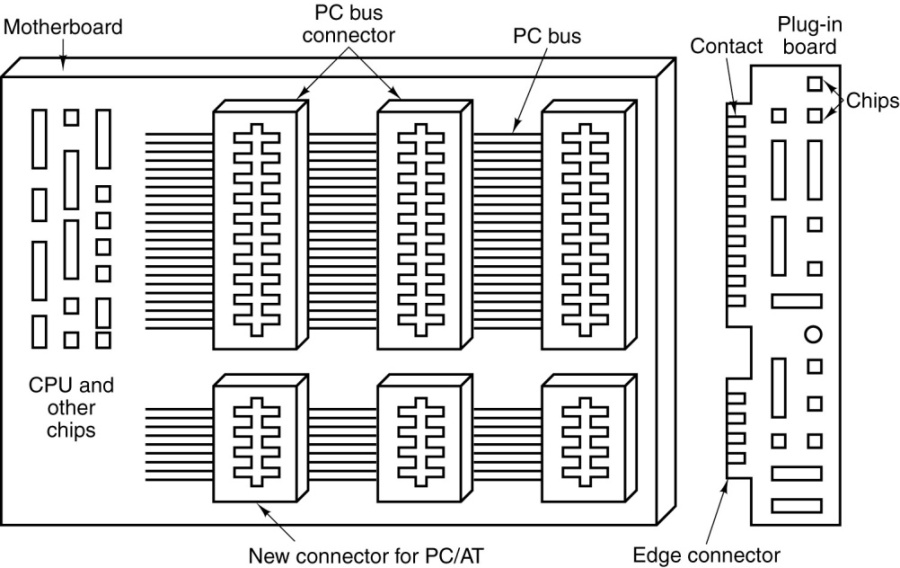 Motherboard
PC bus
connector
PC bus
Contact
Plug-in
board
Chips
CPU and
other
chips
New connector for PC/AT
Edge connector